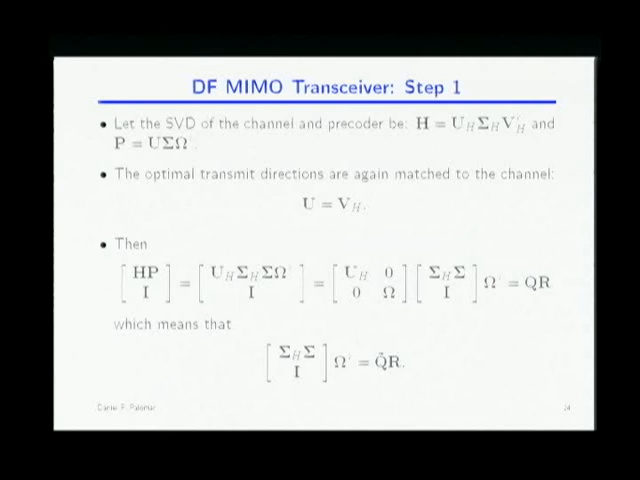 DF MIMO Transceiver: Step 1
• Let the SVD of the channel and precoder be: H = U_H Σ_H V_H^* and
P = UΣΩ^*.
• The optimal transmit directions are again matched to the channel:
U = V_H.
• Then
[ HP ; I ] = [ U_H Σ_H ΣΩ^* ; I ] = [ U_H 0 ; 0 Ω ] [ Σ_H Σ ; I ] Ω^* = QR
which means that
[ Σ_H Σ ; I ] Ω^* = Q̃R.
Daniel P. Palomar
24